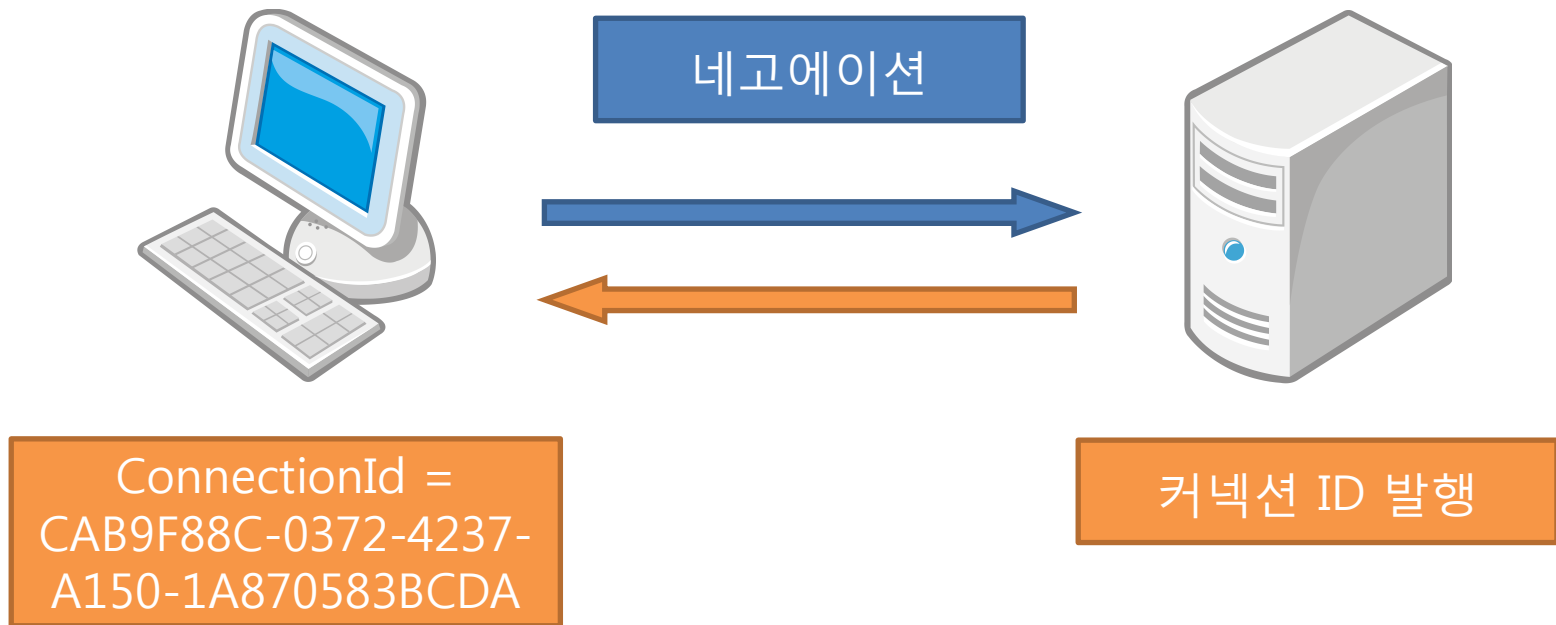 네고에이션
ConnectionId =
CAB9F88C-0372-4237-
A150-1A870583BCDA
커넥션 ID 발행